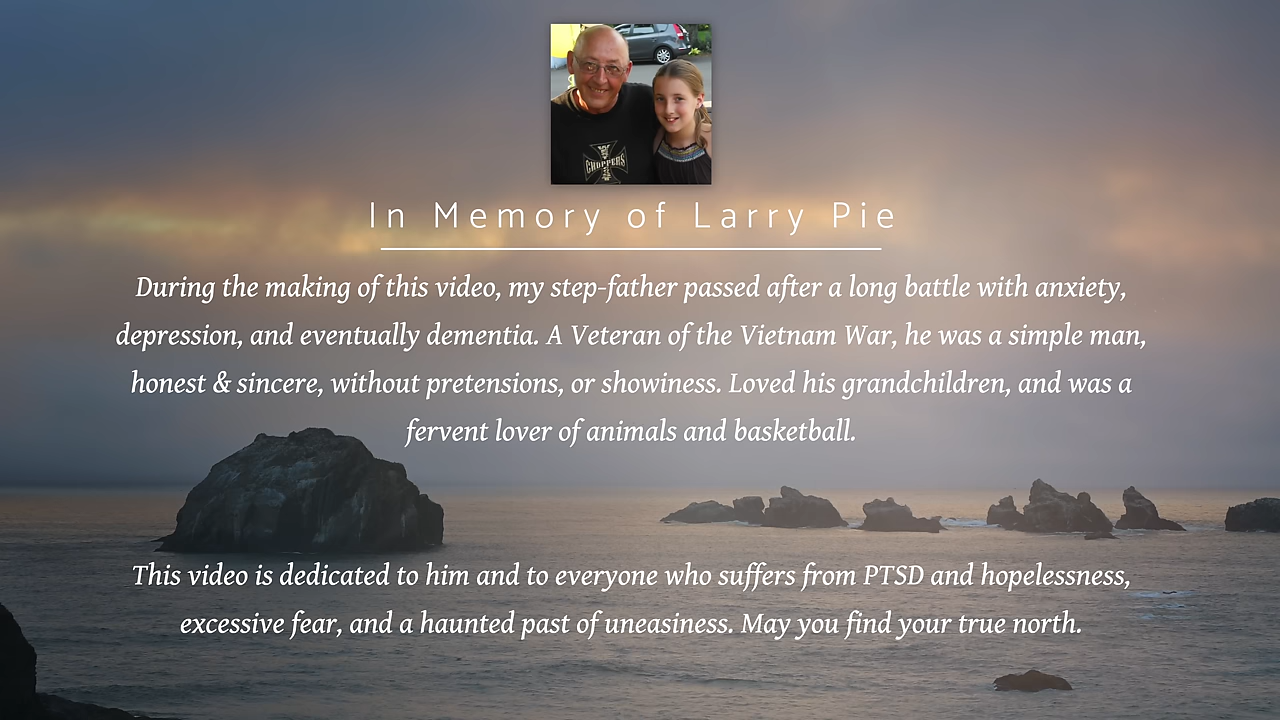 CHOPPERS
In Memory of Larry Pie
During the making of this video, my step-father passed after a long battle with anxiety,
depression, and eventually dementia. A Veteran of the Vietnam War, he was a simple man,
honest & sincere, without pretensions, or showiness. Loved his grandchildren, and was a
fervent lover of animals and basketball.
This video is dedicated to him and to everyone who suffers from PTSD and hopelessness,
excessive fear, and a haunted past of uneasiness. May you find your true north.